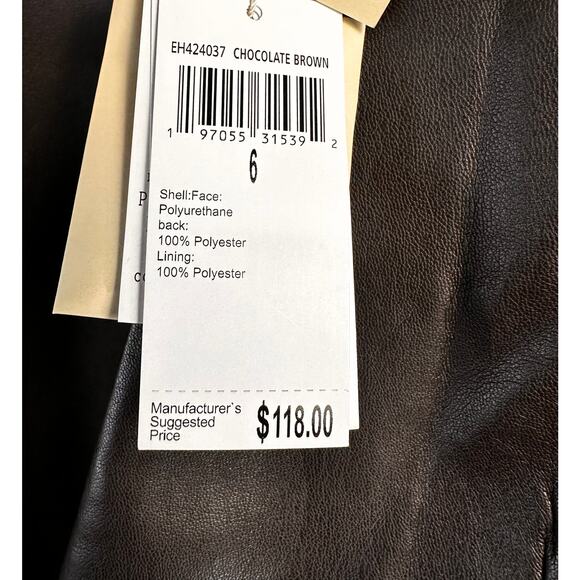 EH424037 CHOCOLATE BROWN
1 97055 31539 2
6
Shell:Face:
Polyurethane
back:
100% Polyester
Lining:
100% Polyester
Manufacturer`s
Suggested
Price
$118.00